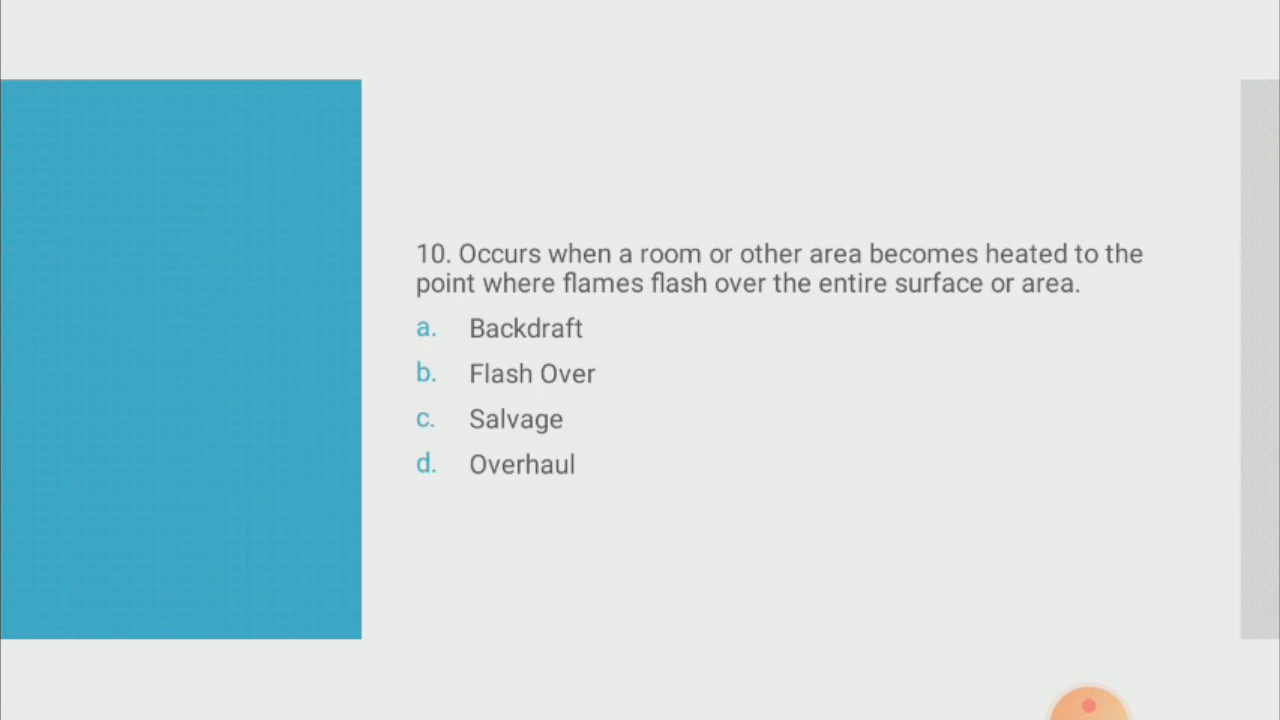 10. Occurs when a room or other area becomes heated to the
point where flames flash over the entire surface or area.
a. Backdraft
b. Flash Over
c. Salvage
d. Overhaul